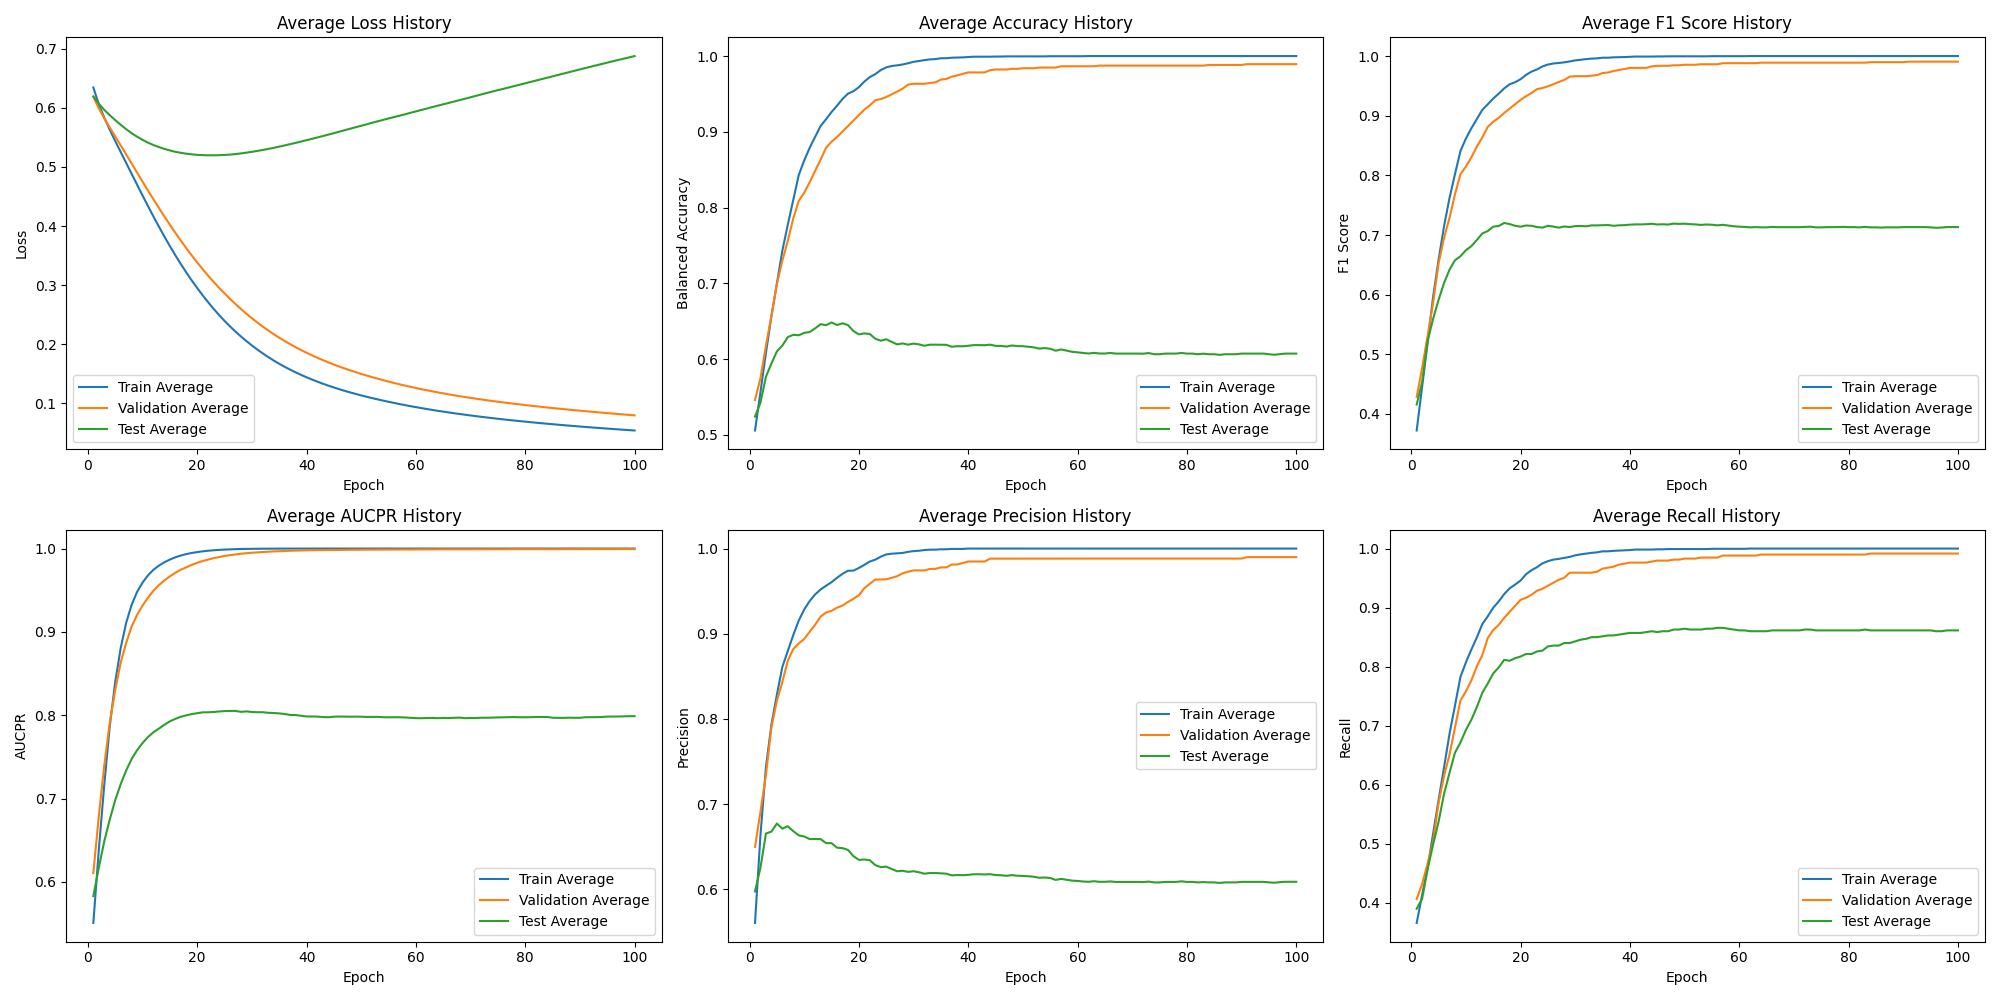 Average Loss History
0.7
0.6
0.5
0.4
0.3
0.2
0.1
Loss
Train Average
Validation Average
Test Average
0 20 40 60 80 100
Epoch
Average Accuracy History
1.0
0.9
0.8
0.7
0.6
0.5
Balanced Accuracy
Train Average
Validation Average
Test Average
0 20 40 60 80 100
Epoch
Average F1 Score History
1.0
0.9
0.8
0.7
0.6
0.5
0.4
F1 Score
Train Average
Validation Average
Test Average
0 20 40 60 80 100
Epoch
Average AUCPR History
1.0
0.9
0.8
0.7
0.6
AUCPR
Train Average
Validation Average
Test Average
0 20 40 60 80 100
Epoch
Average Precision History
1.0
0.9
0.8
0.7
0.6
Precision
Train Average
Validation Average
Test Average
0 20 40 60 80 100
Epoch
Average Recall History
1.0
0.9
0.8
0.7
0.6
0.5
0.4
Recall
Train Average
Validation Average
Test Average
0 20 40 60 80 100
Epoch